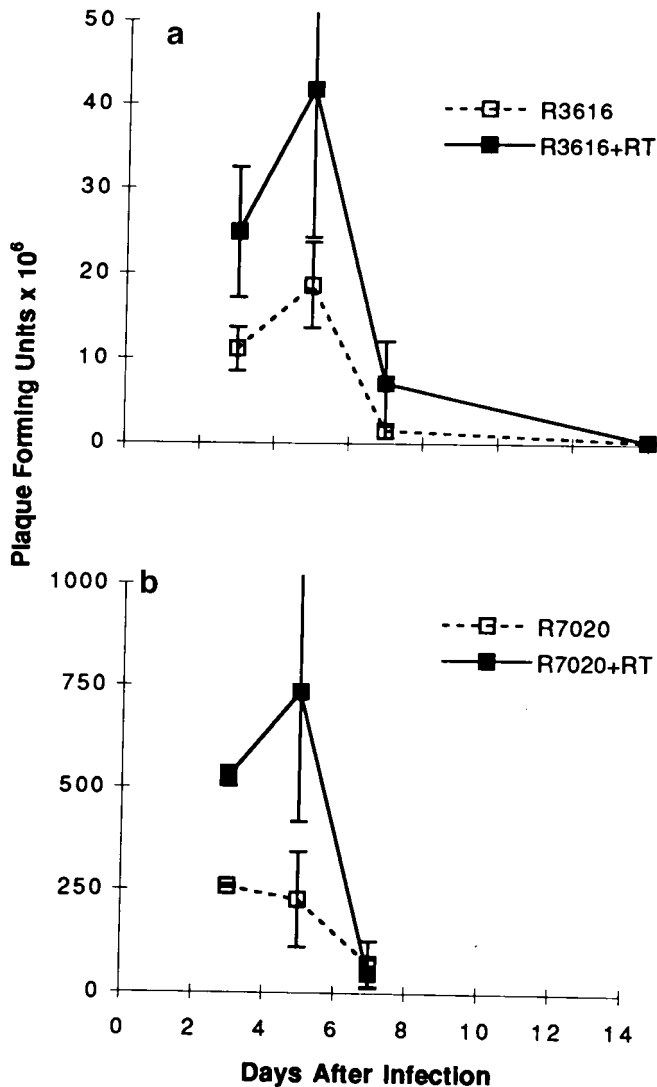 a
50
40
30
20
10
0
R3616
R3616+RT
Plaque Forming Units x 10⁶
b
1000
750
500
250
0
R7020
R7020+RT
0 2 4 6 8 10 12 14
Days After Infection